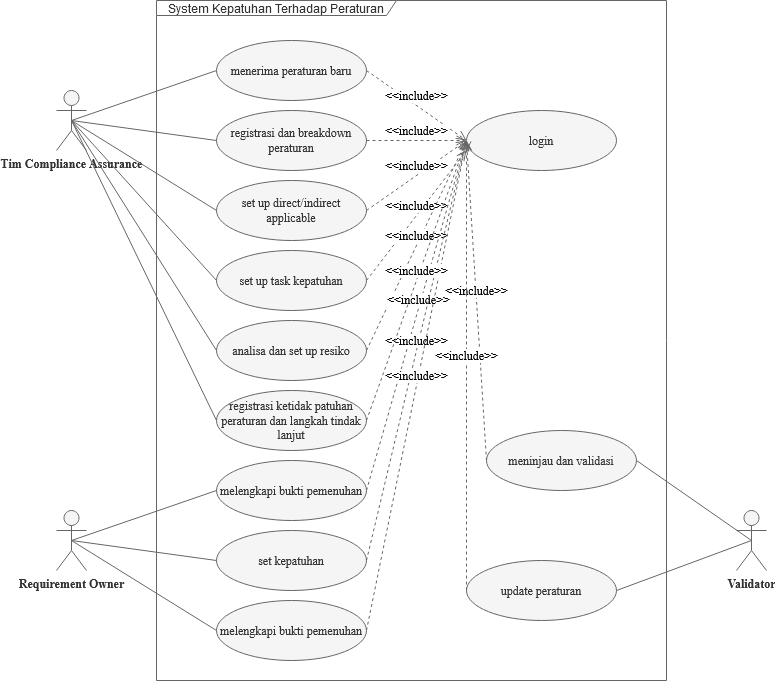 System Kepatuhan Terhadap Peraturan
menerima peraturan baru
<<include>>
registrasi dan breakdown
peraturan
<<include>>
login
Tim Compliance Assurance
<<include>>
set up direct/indirect
applicable
<<include>>
<<include>>
set up task kepatuhan
<<include>>
<<include>>
<<include>>
analisa dan set up resiko
<<include>>
<<include>>
<<include>>
registrasi ketidak patuhan
peraturan dan langkah tindak
lanjut
meninjau dan validasi
melengkapi bukti pemenuhan
set kepatuhan
Requirement Owner
Validator
update peraturan
melengkapi bukti pemenuhan